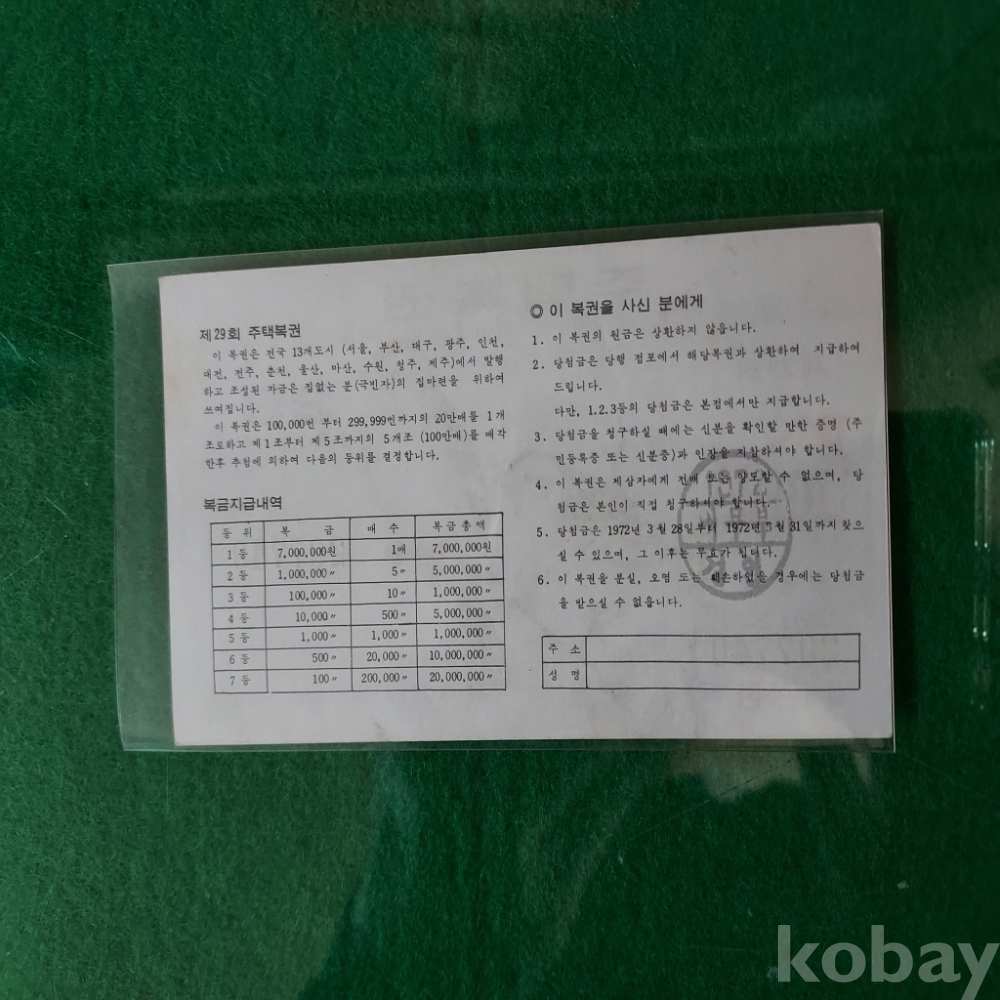 제29회 주택복권
이 복권은 전국 13개도시 (서울, 부산, 대구, 광주, 인천,
대전, 전주, 춘천, 울산, 마산, 수원, 청주, 제주)에서 발행
하고 조성된 자금은 집없는 분(국빈자)의 집마련을 위하여
쓰여집니다.
이 복권은 100,000번 부터 299,999번까지의 20만매를 1개
조로하고 제1조부터 제5조까지의 5개조 (100만매)를 매각
한후 추첨에 의하여 다음의 등위를 결정합니다.
복금지급내역
등 위 복 금 매 수 복금총액
1 등 7,000,000원 1매 7,000,000원
2 등 1,000,000〃 5〃 5,000,000〃
3 등 100,000〃 10〃 1,000,000〃
4 등 10,000〃 500〃 5,000,000〃
5 등 1,000〃 1,000〃 1,000,000〃
6 등 500〃 20,000〃 10,000,000〃
7 등 100〃 200,000〃 20,000,000〃
◎ 이 복권을 사신 분에게
1. 이 복권의 원금은 상환하지 않읍니다.
2. 당첨금은 당행 점포에서 해당복권과 상환하여 지급하여
드립니다.
다만, 1.2.3등의 당첨금은 본점에서만 지급합니다.
3. 당첨금을 청구하실 때에는 신분을 확인할 만한 증명 (주
민등록증 또는 신분증)과 인장을 지참하셔야 합니다.
4. 이 복권은 제삼자에게 전매 또는 양도할 수 없으며, 당
첨금은 본인이 직접 청구하셔야 합니다.
5. 당첨금은 1972년 3월 28일부터 1972년 5월 31일까지 찾으
실 수 있으며, 그 이후는 무효가 됩니다.
6. 이 복권을 분실, 오염 또는 훼손하였을 경우에는 당첨금
을 받으실 수 없읍니다.
주 소
성 명
kobay